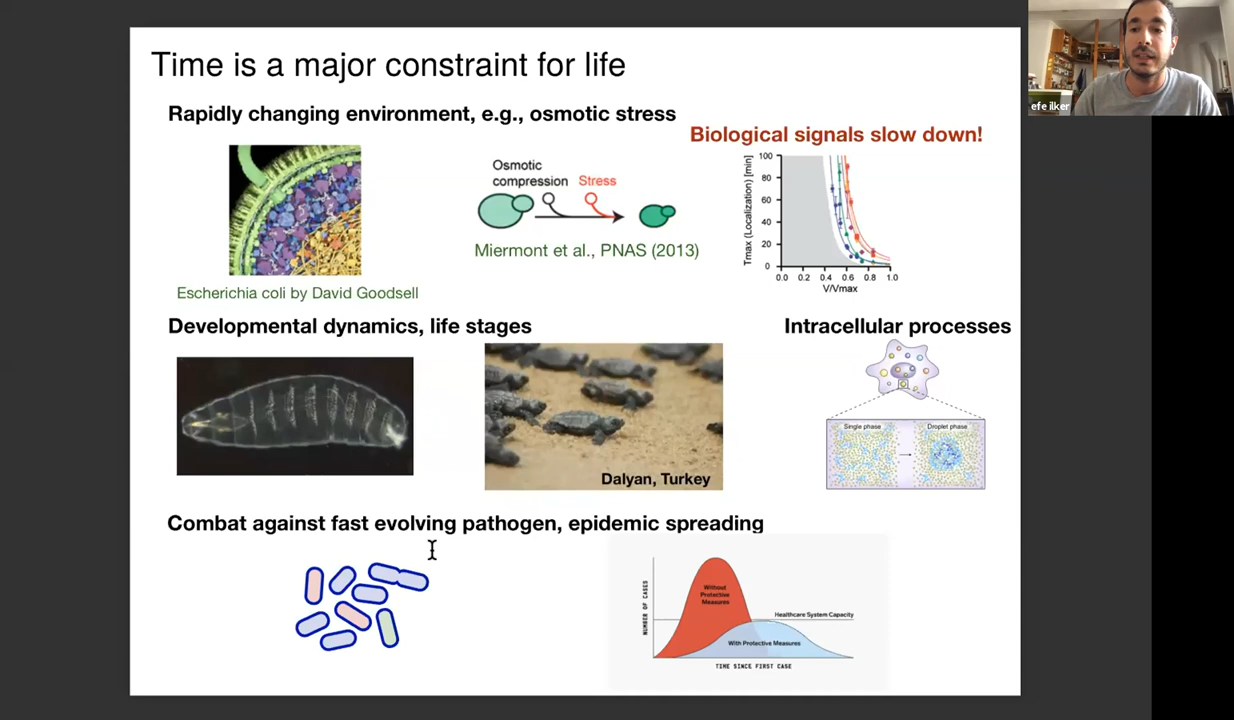 Time is a major constraint for life
efe ilker
Rapidly changing environment, e.g., osmotic stress
Biological signals slow down!
Osmotic
compression
Stress
Miermont et al., PNAS (2013)
Escherichia coli by David Goodsell
Tmax (Localization) [min]
100
80
60
40
20
0
0.0 0.2 0.4 0.6 0.8 1.0
V/Vmax
Developmental dynamics, life stages
Intracellular processes
Dalyan, Turkey
Single phase
Droplet phase
Combat against fast evolving pathogen, epidemic spreading
NUMBER OF CASES
Without
Protective
Measures
Healthcare System Capacity
With Protective Measures
TIME SINCE FIRST CASE